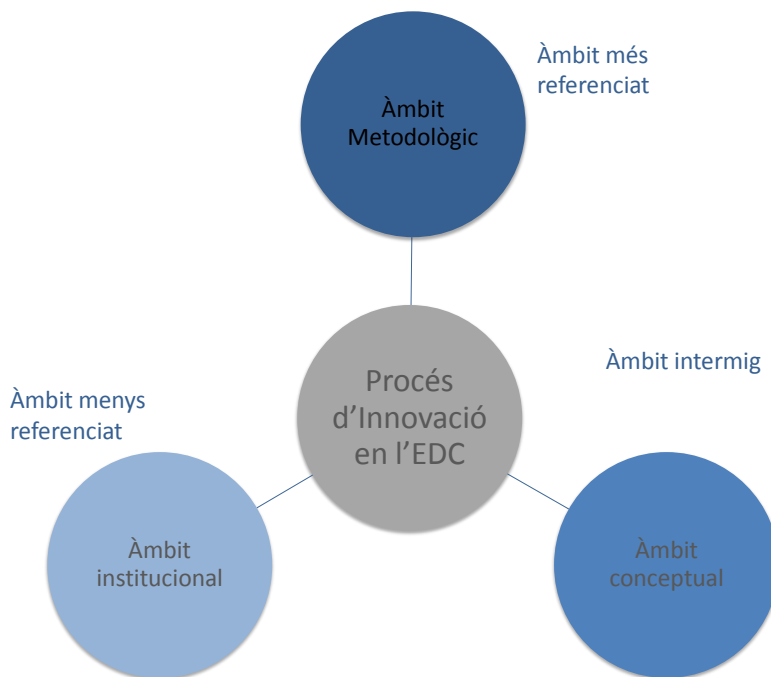 Àmbit més
referenciat
Àmbit
Metodològic
Àmbit intermig
Procés
d’Innovació
en l’EDC
Àmbit menys
referenciat
Àmbit
institucional
Àmbit
conceptual